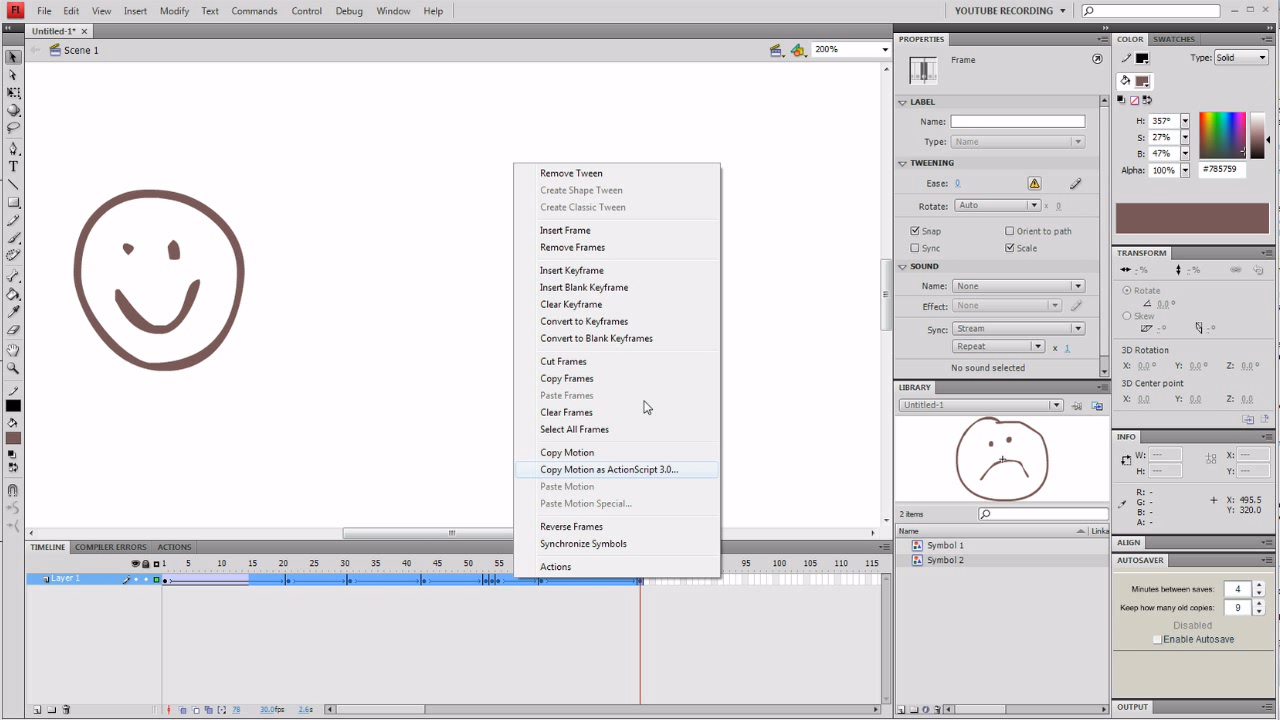 Fl File Edit View Insert Modify Text Commands Control Debug Window Help YOUTUBE RECORDING
Untitled-1*
Scene 1 200%
Remove Tween
Create Shape Tween
Create Classic Tween
Insert Frame
Remove Frames
Insert Keyframe
Insert Blank Keyframe
Clear Keyframe
Convert to Keyframes
Convert to Blank Keyframes
Cut Frames
Copy Frames
Paste Frames
Clear Frames
Select All Frames
Copy Motion
Copy Motion as ActionScript 3.0...
Paste Motion
Paste Motion Special...
Reverse Frames
Synchronize Symbols
Actions
TIMELINE COMPILER ERRORS ACTIONS
1 5 10 15 20 25 30 35 40 45 95 100 105 110 115
Layer 1
78 30.0fps 2.6s
PROPERTIES
Frame
LABEL
Name:
Type: Name
TWEENING
Ease: 0
Rotate: Auto x 0
Snap Orient to path
Sync Scale
SOUND
Name: None
Effect: None
Sync: Stream
Repeat x 1
No sound selected
LIBRARY
Untitled-1
2 items
Name Linka
Symbol 1
Symbol 2
COLOR SWATCHES
Type: Solid
H: 357°
S: 27%
B: 47%
Alpha: 100% #785759
TRANSFORM
% %
Rotate
0.0°
Skew
° °
3D Rotation
X: 0.0° Y: 0.0° Z: 0.0°
3D Center point
X: 0.0 Y: 0.0 Z: 0.0
INFO
W: --- X: ---
H: --- Y: ---
R: -
G: - X: 495.5
B: - Y: 320.0
A: -
ALIGN
AUTOSAVER
Minutes between saves: 4
Keep how many old copies: 9
Disabled
Enable Autosave
OUTPUT